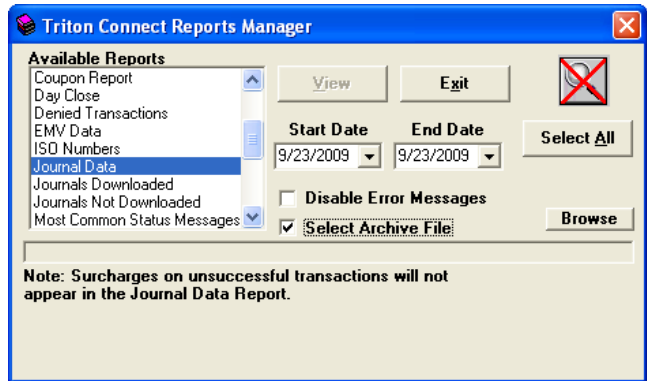 Triton Connect Reports Manager
Available Reports
Coupon Report
Day Close
Denied Transactions
EMV Data
ISO Numbers
Journal Data
Journals Downloaded
Journals Not Downloaded
Most Common Status Messages
View
Exit
Start Date
End Date
9/23/2009
9/23/2009
Select All
Disable Error Messages
Select Archive File
Browse
Note: Surcharges on unsuccessful transactions will not
appear in the Journal Data Report.